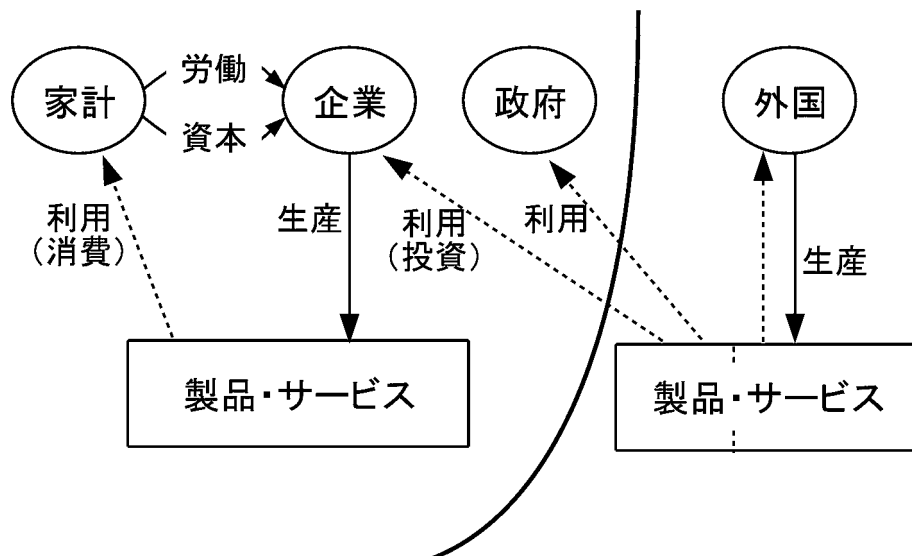 家計
労働
資本
企業
政府
外国
利用
（消費）
生産
利用
（投資）
利用
生産
製品・サービス
製品・サービス